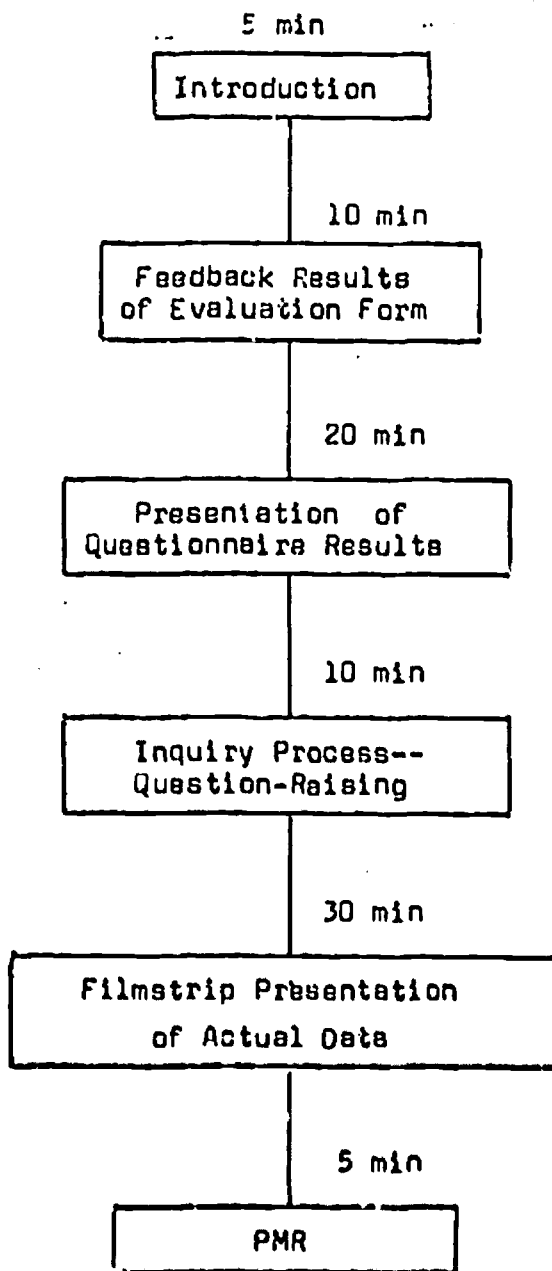 5 min
Introduction
10 min
Feedback Results
of Evaluation Form
20 min
Presentation of
Questionnaire Results
10 min
Inquiry Process--
Question-Raising
30 min
Filmstrip Presentation
of Actual Data
5 min
PMR